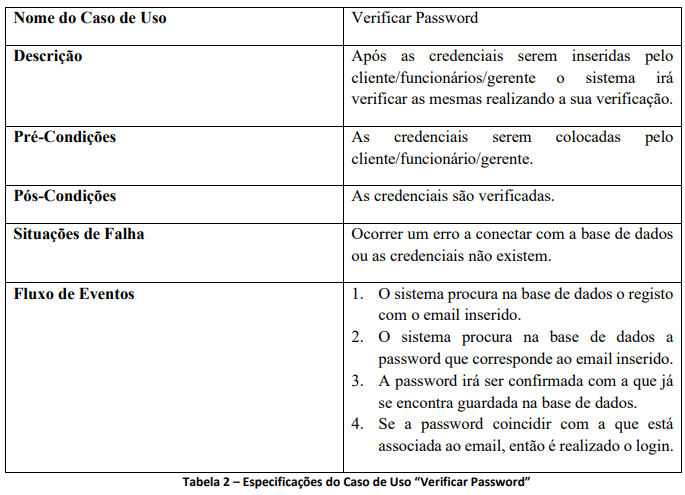 Nome do Caso de Uso
Verificar Password
Descrição
Após as credenciais serem inseridas pelo
cliente/funcionários/gerente o sistema irá
verificar as mesmas realizando a sua verificação.
Pré-Condições
As credenciais serem colocadas pelo
cliente/funcionário/gerente.
Pós-Condições
As credenciais são verificadas.
Situações de Falha
Ocorrer um erro a conectar com a base de dados
ou as credenciais não existem.
Fluxo de Eventos
1. O sistema procura na base de dados o registo
com o email inserido.
2. O sistema procura na base de dados a
password que corresponde ao email inserido.
3. A password irá ser confirmada com a que já
se encontra guardada na base de dados.
4. Se a password coincidir com a que está
associada ao email, então é realizado o login.
Tabela 2 – Especificações do Caso de Uso “Verificar Password”